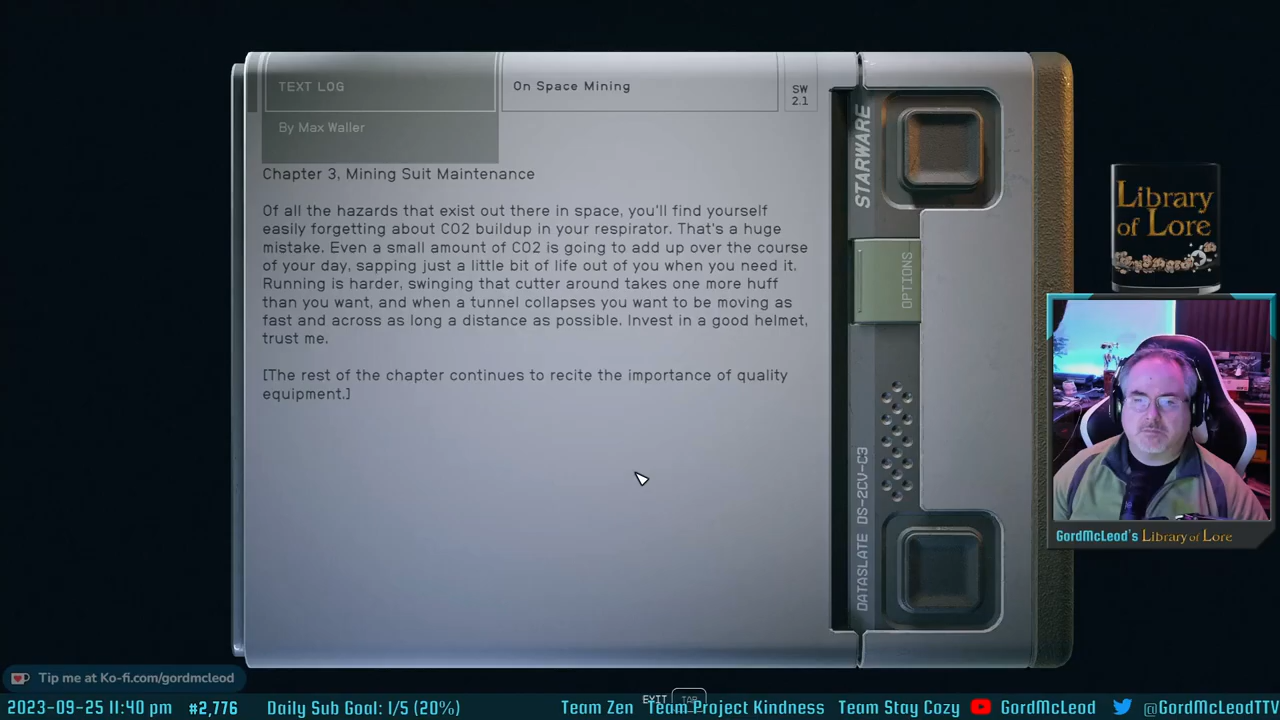 TEXT LOG
On Space Mining
SW
2.1
By Max Waller
Chapter 3, Mining Suit Maintenance
Of all the hazards that exist out there in space, you'll find yourself
easily forgetting about CO2 buildup in your respirator. That's a huge
mistake. Even a small amount of CO2 is going to add up over the course
of your day, sapping just a little bit of life out of you when you need it.
Running is harder, swinging that cutter around takes one more huff
than you want, and when a tunnel collapses you want to be moving as
fast and across as long a distance as possible. Invest in a good helmet,
trust me.
[The rest of the chapter continues to recite the importance of quality
equipment.]
STARWARE
OPTIONS
DATASLATE DS-2CV-C3
Library
of Lore
GordMcLeod's Library of Lore
EXIT TAB
Tip me at Ko-fi.com/gordmcleod
2023-09-25 11:40 pm #2,776 Daily Sub Goal: 1/5 (20%) Team Zen Team Project Kindness Team Stay Cozy GordMcLeod @GordMcLeodTTV